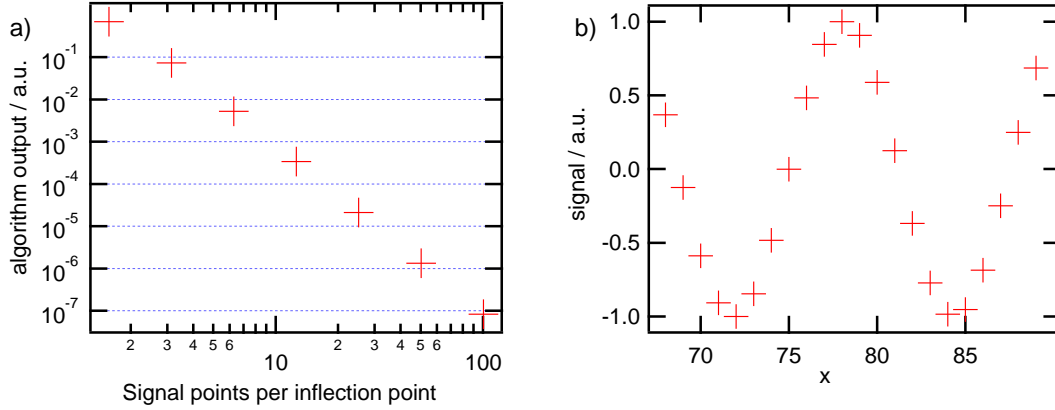 a)
algorithm output / a.u.
10-1
10-2
10-3
10-4
10-5
10-6
10-7
2 3 4 5 6 10 2 3 4 5 6 100
Signal points per inflection point
b)
signal / a.u.
1.0
0.5
0.0
-0.5
-1.0
70 75 80 85
x